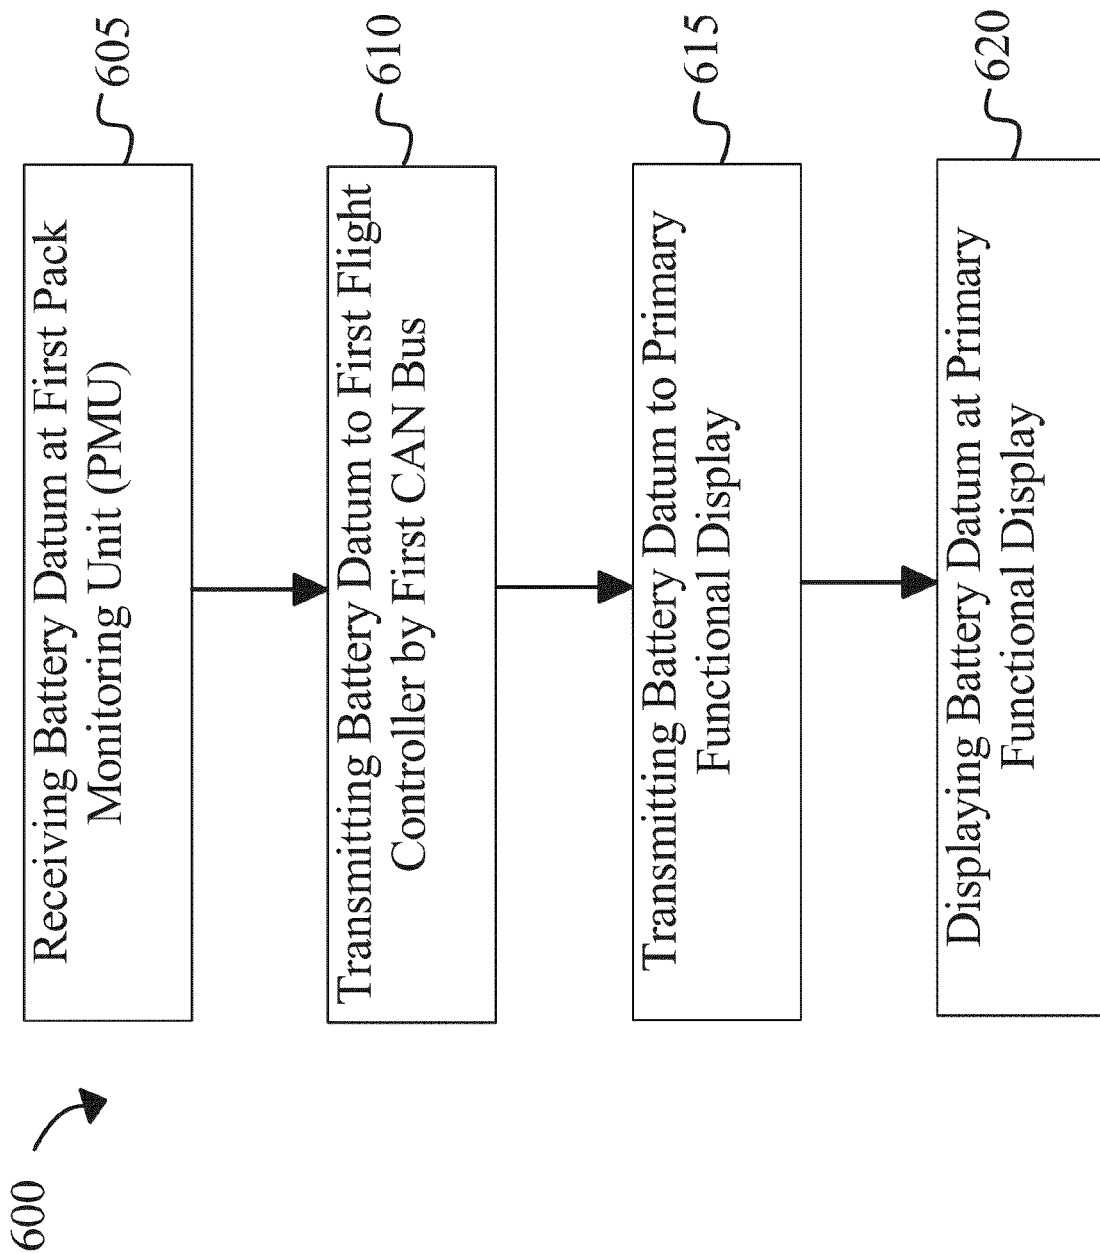 600
Receiving Battery Datum at First Pack
Monitoring Unit (PMU)
605
Transmitting Battery Datum to First Flight
Controller by First CAN Bus
610
Transmitting Battery Datum to Primary
Functional Display
615
Displaying Battery Datum at Primary
Functional Display
620